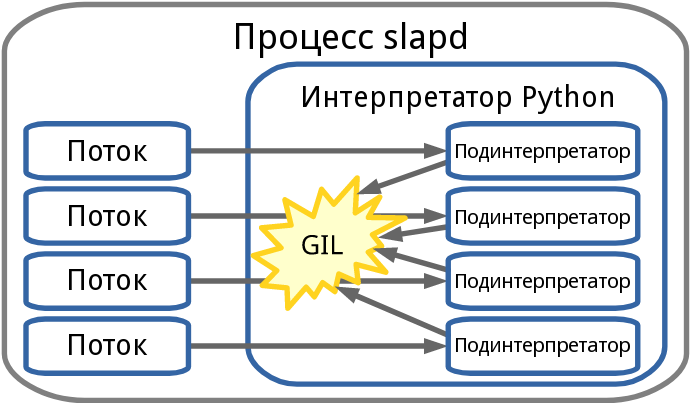 Процесс slapd
Интерпретатор Python
Поток
Подинтерпретатор
Поток
Подинтерпретатор
GIL
Поток
Подинтерпретатор
Поток
Подинтерпретатор